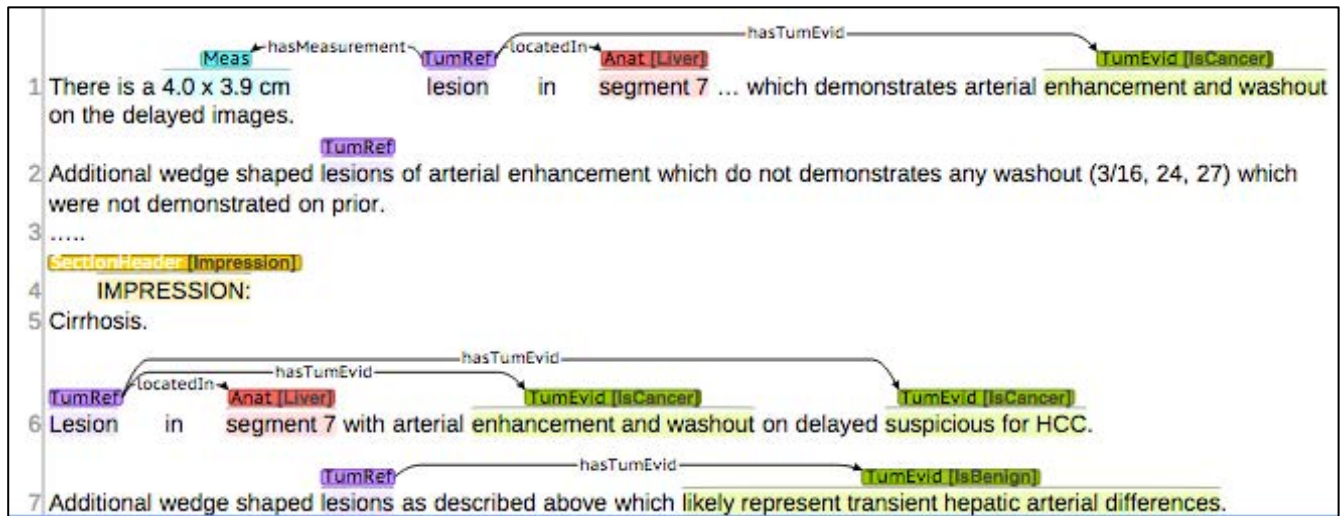 hasTumEvid
Meas hasMeasurement TumRef locatedIn Anat [Liver] TumEvid [IsCancer]
1 There is a 4.0 x 3.9 cm lesion in segment 7 ... which demonstrates arterial enhancement and washout
on the delayed images.
TumRef
2 Additional wedge shaped lesions of arterial enhancement which do not demonstrates any washout (3/16, 24, 27) which
were not demonstrated on prior.
3 .....
SectionHeader [Impression]
4 IMPRESSION:
5 Cirrhosis.
hasTumEvid
hasTumEvid
TumRef locatedIn Anat [Liver] TumEvid [IsCancer] TumEvid [IsCancer]
6 Lesion in segment 7 with arterial enhancement and washout on delayed suspicious for HCC.
hasTumEvid
TumRef TumEvid [IsBenign]
7 Additional wedge shaped lesions as described above which likely represent transient hepatic arterial differences.